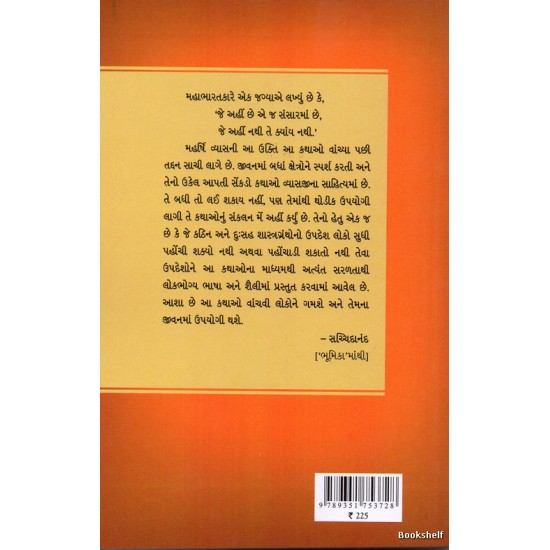 મહાભારતકારે એક જગ્યાએ લખ્યું છે કે,
‘જે અહીં છે એ જ સંસારમાં છે,
જે અહીં નથી તે ક્યાંય નથી.’
મહર્ષિ વ્યાસની આ ઉક્તિ આ કથાઓ વાંચ્યા પછી
તદ્દન સાચી લાગે છે. જીવનમાં બધાં ક્ષેત્રોને સ્પર્શ કરતી અને
તેનો ઉકેલ આપતી સેંકડો કથાઓ વ્યાસજીના સાહિત્યમાં છે.
તે બધી તો લઈ શકાય નહીં, પણ તેમાંથી થોડીક ઉપયોગી
લાગી તે કથાઓનું સંકલન મેં અહીં કર્યું છે. તેનો હેતુ એક જ
છે કે જે કઠિન અને દુઃસહ શાસ્ત્રગ્રંથોનો ઉપદેશ લોકો સુધી
પહોંચી શક્યો નથી અથવા પહોંચાડી શકાતો નથી તેવા
ઉપદેશોને આ કથાઓના માધ્યમથી અત્યંત સરળતાથી
લોકભોગ્ય ભાષા અને શૈલીમાં પ્રસ્તુત કરવામાં આવેલ છે.
આશા છે આ કથાઓ વાંચવી લોકોને ગમશે અને તેમના
જીવનમાં ઉપયોગી થશે.
– સચ્ચિદાનંદ
[‘ભૂમિકા’માંથી]
9 789351 753728
₹ 225
Bookshelf